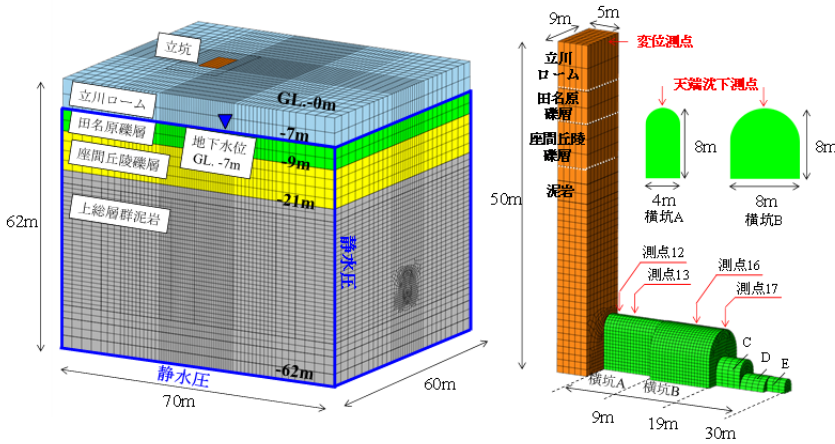 立坑
立川ローム
GL.-0m
-7m
田名原礫層
地下水位
GL. -7m
-9m
座間丘陵礫層
-21m
上総層群泥岩
62m
静水圧
-62m
静水圧
70m
60m
9m
5m
変位測点
立川
ローム
田名原
礫層
座間丘陵
礫層
泥岩
50m
天端沈下測点
8m
8m
4m
横坑A
8m
横坑B
測点12
測点13
測点16
測点17
C
D
E
横坑A
横坑B
9m
19m
30m